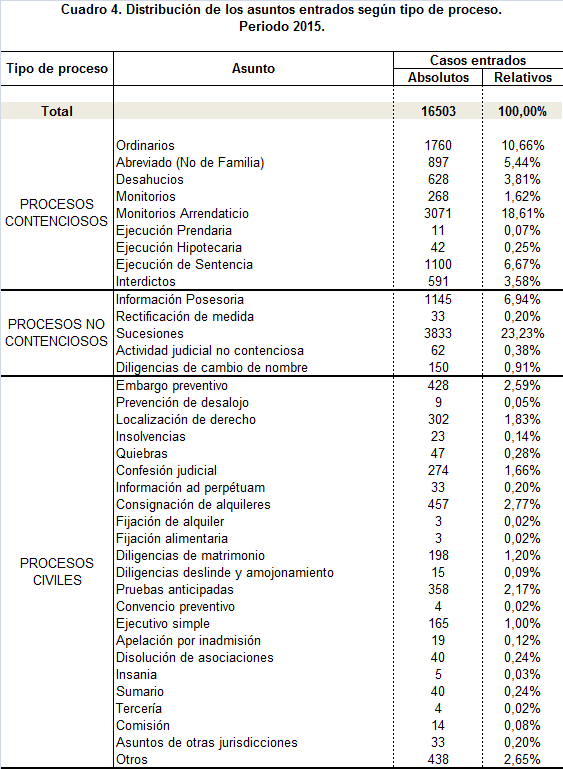 Cuadro 4. Distribución de los asuntos entrados según tipo de proceso.
Periodo 2015.
Tipo de proceso Asunto Casos entrados
Absolutos Relativos
Total 16503 100,00%
PROCESOS CONTENCIOSOS
Ordinarios 1760 10,66%
Abreviado (No de Familia) 897 5,44%
Desahucios 628 3,81%
Monitorios 268 1,62%
Monitorios Arrendaticio 3071 18,61%
Ejecución Prendaria 11 0,07%
Ejecución Hipotecaria 42 0,25%
Ejecución de Sentencia 1100 6,67%
Interdictos 591 3,58%
PROCESOS NO CONTENCIOSOS
Información Posesoria 1145 6,94%
Rectificación de medida 33 0,20%
Sucesiones 3833 23,23%
Actividad judicial no contenciosa 62 0,38%
Diligencias de cambio de nombre 150 0,91%
PROCESOS CIVILES
Embargo preventivo 428 2,59%
Prevención de desalojo 9 0,05%
Localización de derecho 302 1,83%
Insolvencias 23 0,14%
Quiebras 47 0,28%
Confesión judicial 274 1,66%
Información ad perpétuam 33 0,20%
Consignación de alquileres 457 2,77%
Fijación de alquiler 3 0,02%
Fijación alimentaria 3 0,02%
Diligencias de matrimonio 198 1,20%
Diligencias deslinde y amojonamiento 15 0,09%
Pruebas anticipadas 358 2,17%
Convencio preventivo 4 0,02%
Ejecutivo simple 165 1,00%
Apelación por inadmisión 19 0,12%
Disolución de asociaciones 40 0,24%
Insania 5 0,03%
Sumario 40 0,24%
Tercería 4 0,02%
Comisión 14 0,08%
Asuntos de otras jurisdicciones 33 0,20%
Otros 438 2,65%